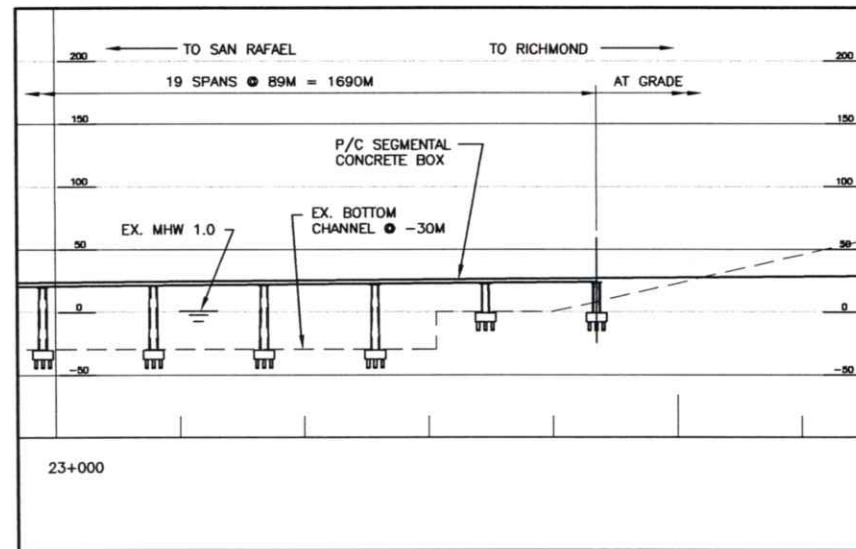 TO SAN RAFAEL
TO RICHMOND
200
200
19 SPANS @ 89M = 1690M
AT GRADE
150
150
P/C SEGMENTAL
CONCRETE BOX
100
100
EX. BOTTOM
CHANNEL @ -30M
EX. MHW 1.0
50
50
0
0
-50
-50
23+000